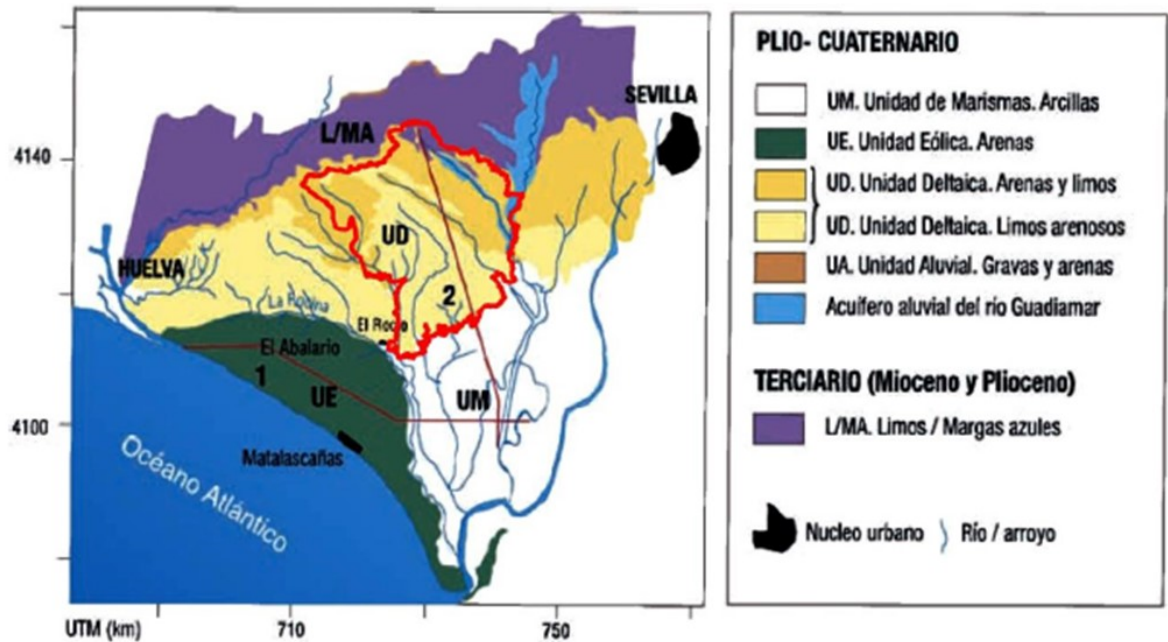 4140
4100
UTM (km)
710
750
SEVILLA
L/MA
HUELVA
UD
2
La Rocina
El Rocío
El Abalario
1
UE
UM
Matalascañas
Océano Atlántico
PLIO- CUATERNARIO
UM. Unidad de Marismas. Arcillas
UE. Unidad Eólica. Arenas
UD. Unidad Deltaica. Arenas y limos
UD. Unidad Deltaica. Limos arenosos
UA. Unidad Aluvial. Gravas y arenas
Acuífero aluvial del río Guadiamar
TERCIARIO (Mioceno y Plioceno)
L/MA. Limos / Margas azules
Nucleo urbano
Río / arroyo